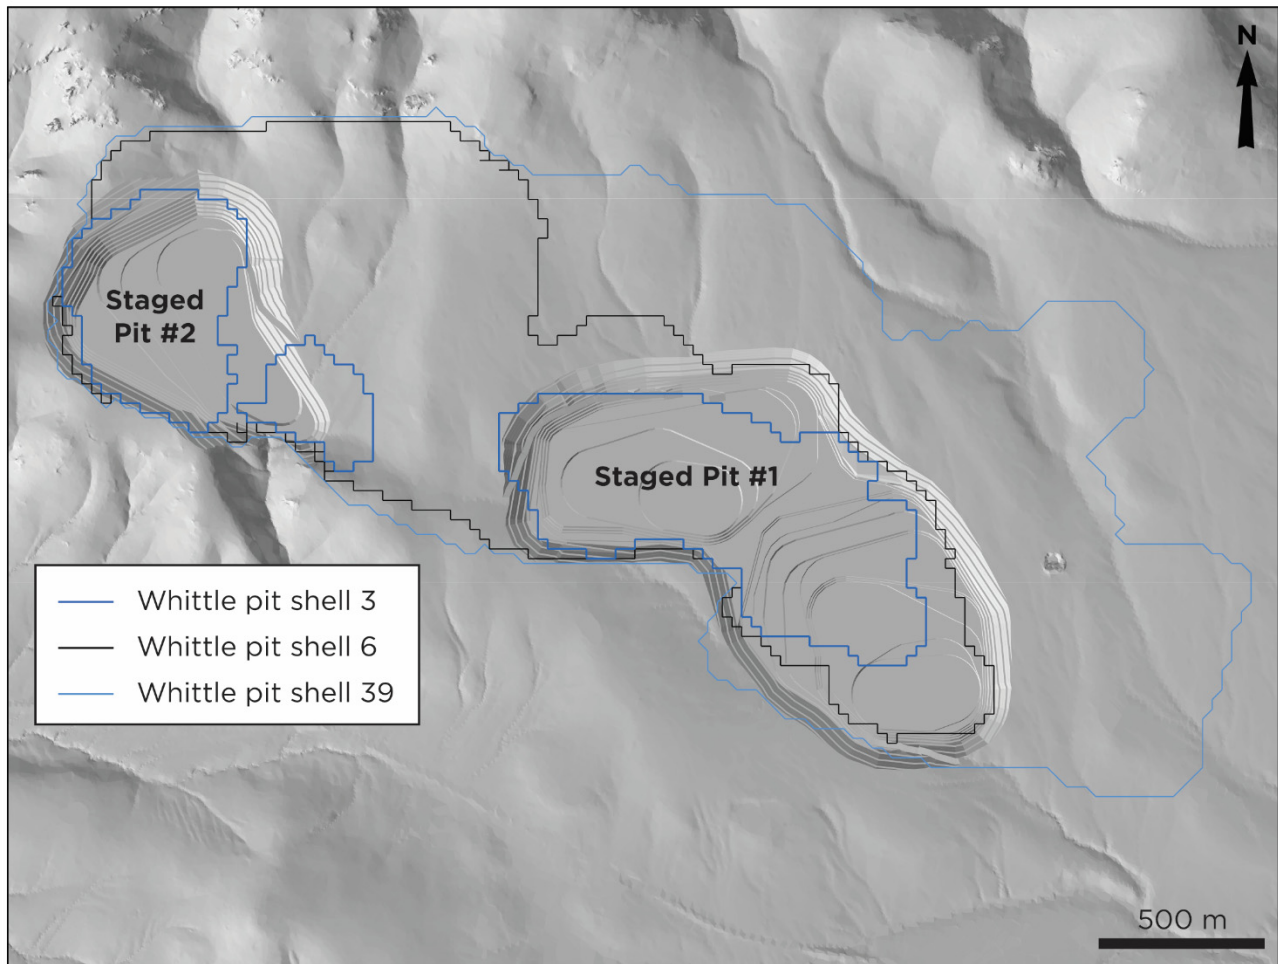 N
Staged
Pit #2
Staged Pit #1
Whittle pit shell 3
Whittle pit shell 6
Whittle pit shell 39
500 m